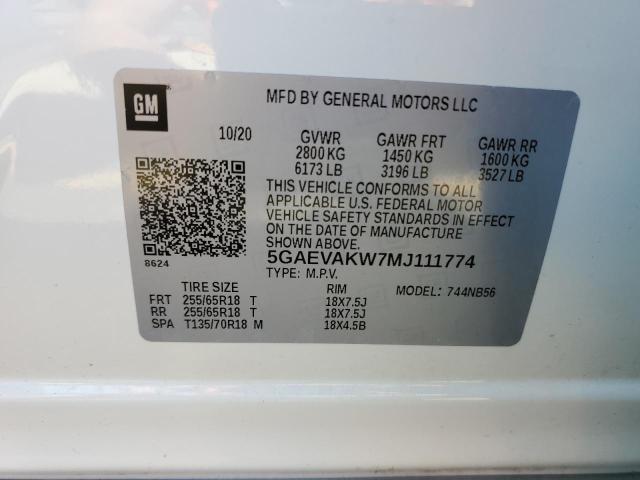 GM
MFD BY GENERAL MOTORS LLC
10/20 GVWR GAWR FRT GAWR RR
2800 KG 1450 KG 1600 KG
6173 LB 3196 LB 3527 LB
THIS VEHICLE CONFORMS TO ALL
APPLICABLE U.S. FEDERAL MOTOR
VEHICLE SAFETY STANDARDS IN EFFECT
ON THE DATE OF MANUFACTURE
SHOWN ABOVE.
8624
5GAEVAKW7MJ111774
TYPE: M.P.V.
TIRE SIZE RIM MODEL: 744NB56
FRT 255/65R18 T 18X7.5J
RR 255/65R18 T 18X7.5J
SPA T135/70R18 M 18X4.5B